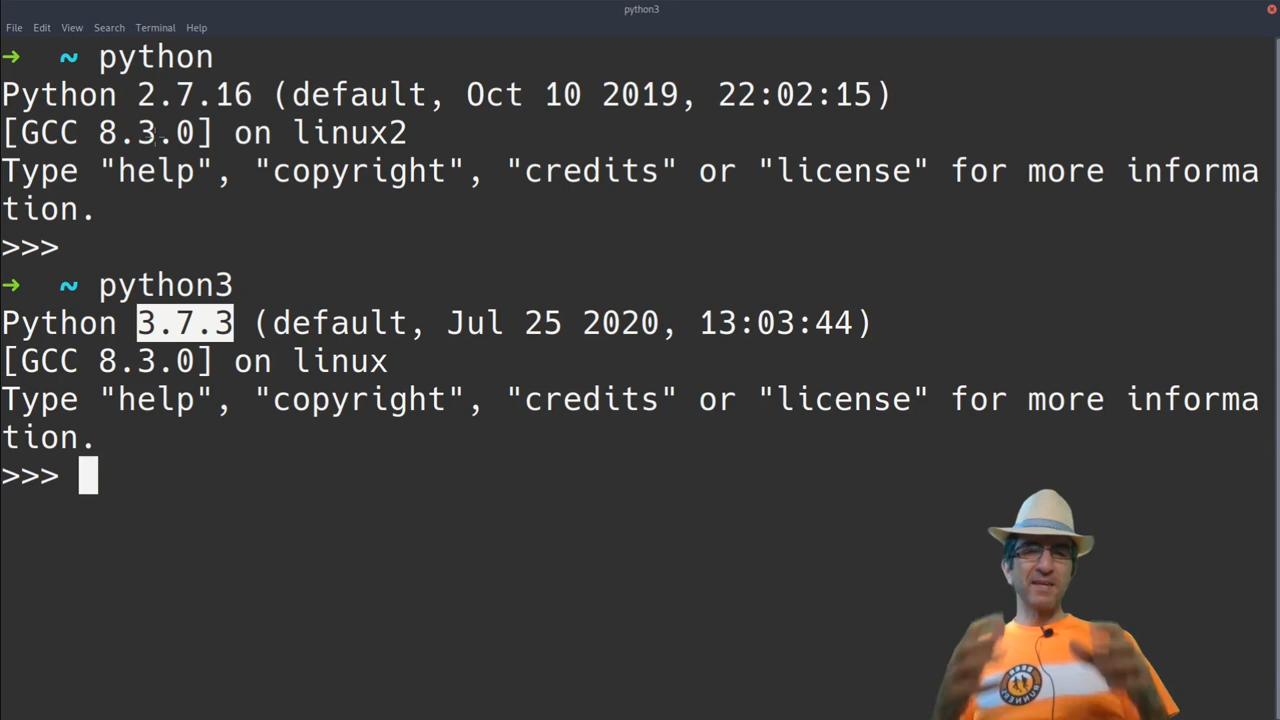 python3
File Edit View Search Terminal Help
➜ ~ python
Python 2.7.16 (default, Oct 10 2019, 22:02:15)
[GCC 8.3.0] on linux2
Type "help", "copyright", "credits" or "license" for more informa
tion.
>>>
➜ ~ python3
Python 3.7.3 (default, Jul 25 2020, 13:03:44)
[GCC 8.3.0] on linux
Type "help", "copyright", "credits" or "license" for more informa
tion.
>>>
BEER
RUNNERS